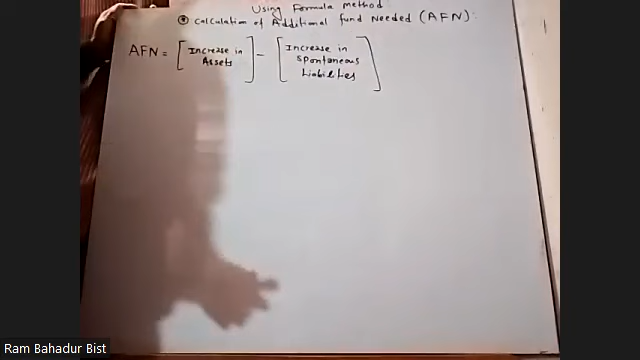 Using Formula method
* Calculation of Additional fund Needed (AFN):
AFN = [Increase in Assets] - [Increase in Spontaneous Liabilities]
Ram Bahadur Bist